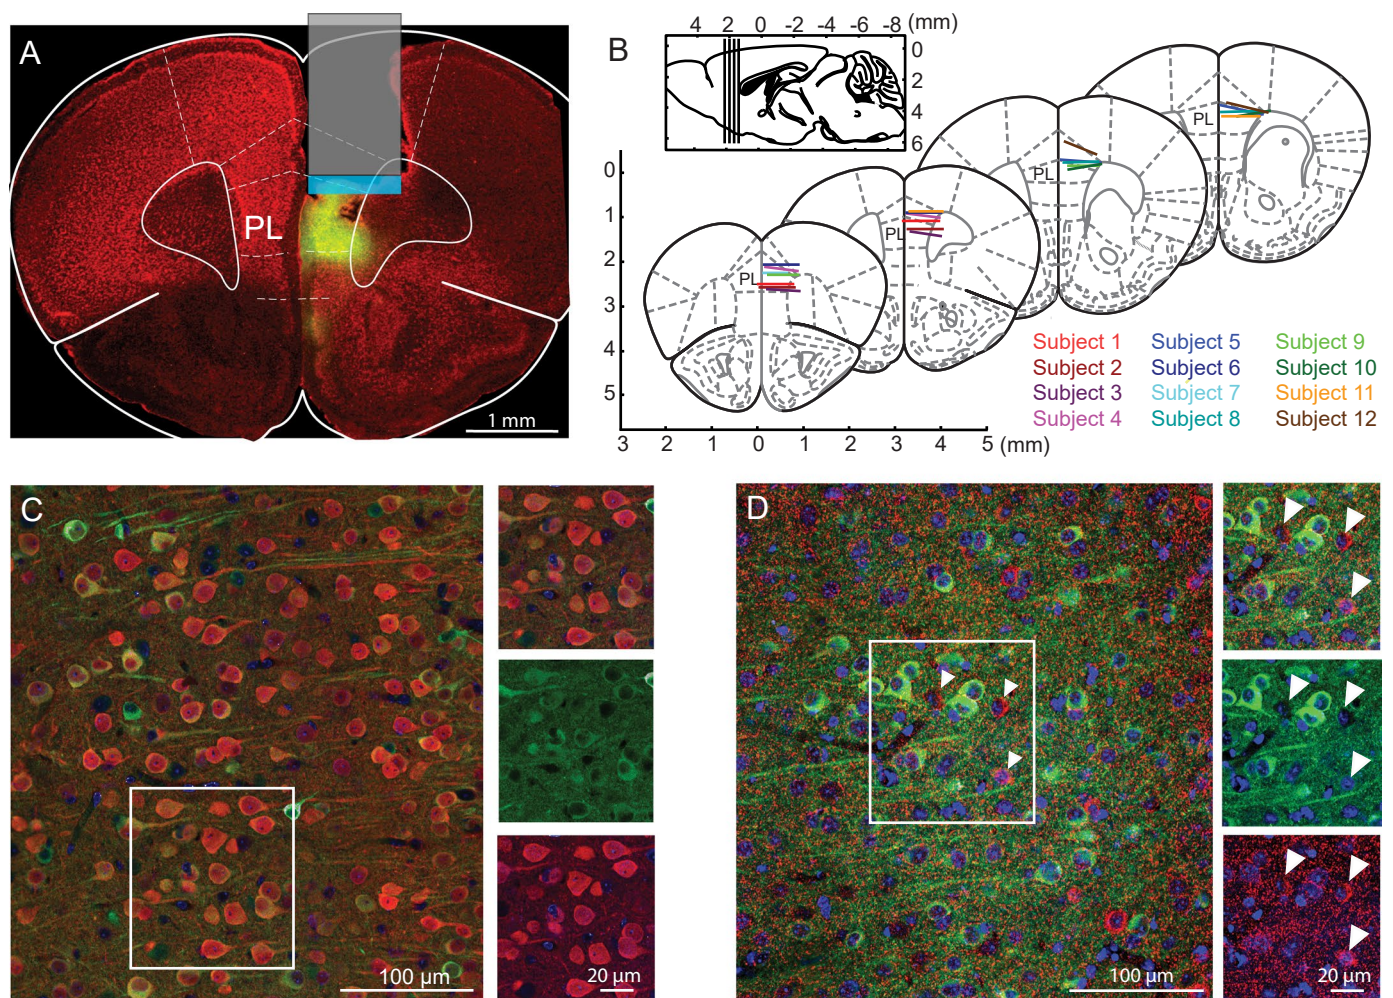 A
PL
1 mm
B
4 2 0 -2 -4 -6 -8 (mm)
0
2
4
6
0
1
2
3
4
5
3 2 1 0 1 2 3 4 5 (mm)
PL
PL
PL
PL
Subject 1 Subject 5 Subject 9
Subject 2 Subject 6 Subject 10
Subject 3 Subject 7 Subject 11
Subject 4 Subject 8 Subject 12
C
100 µm
20 µm
D
100 µm
20 µm